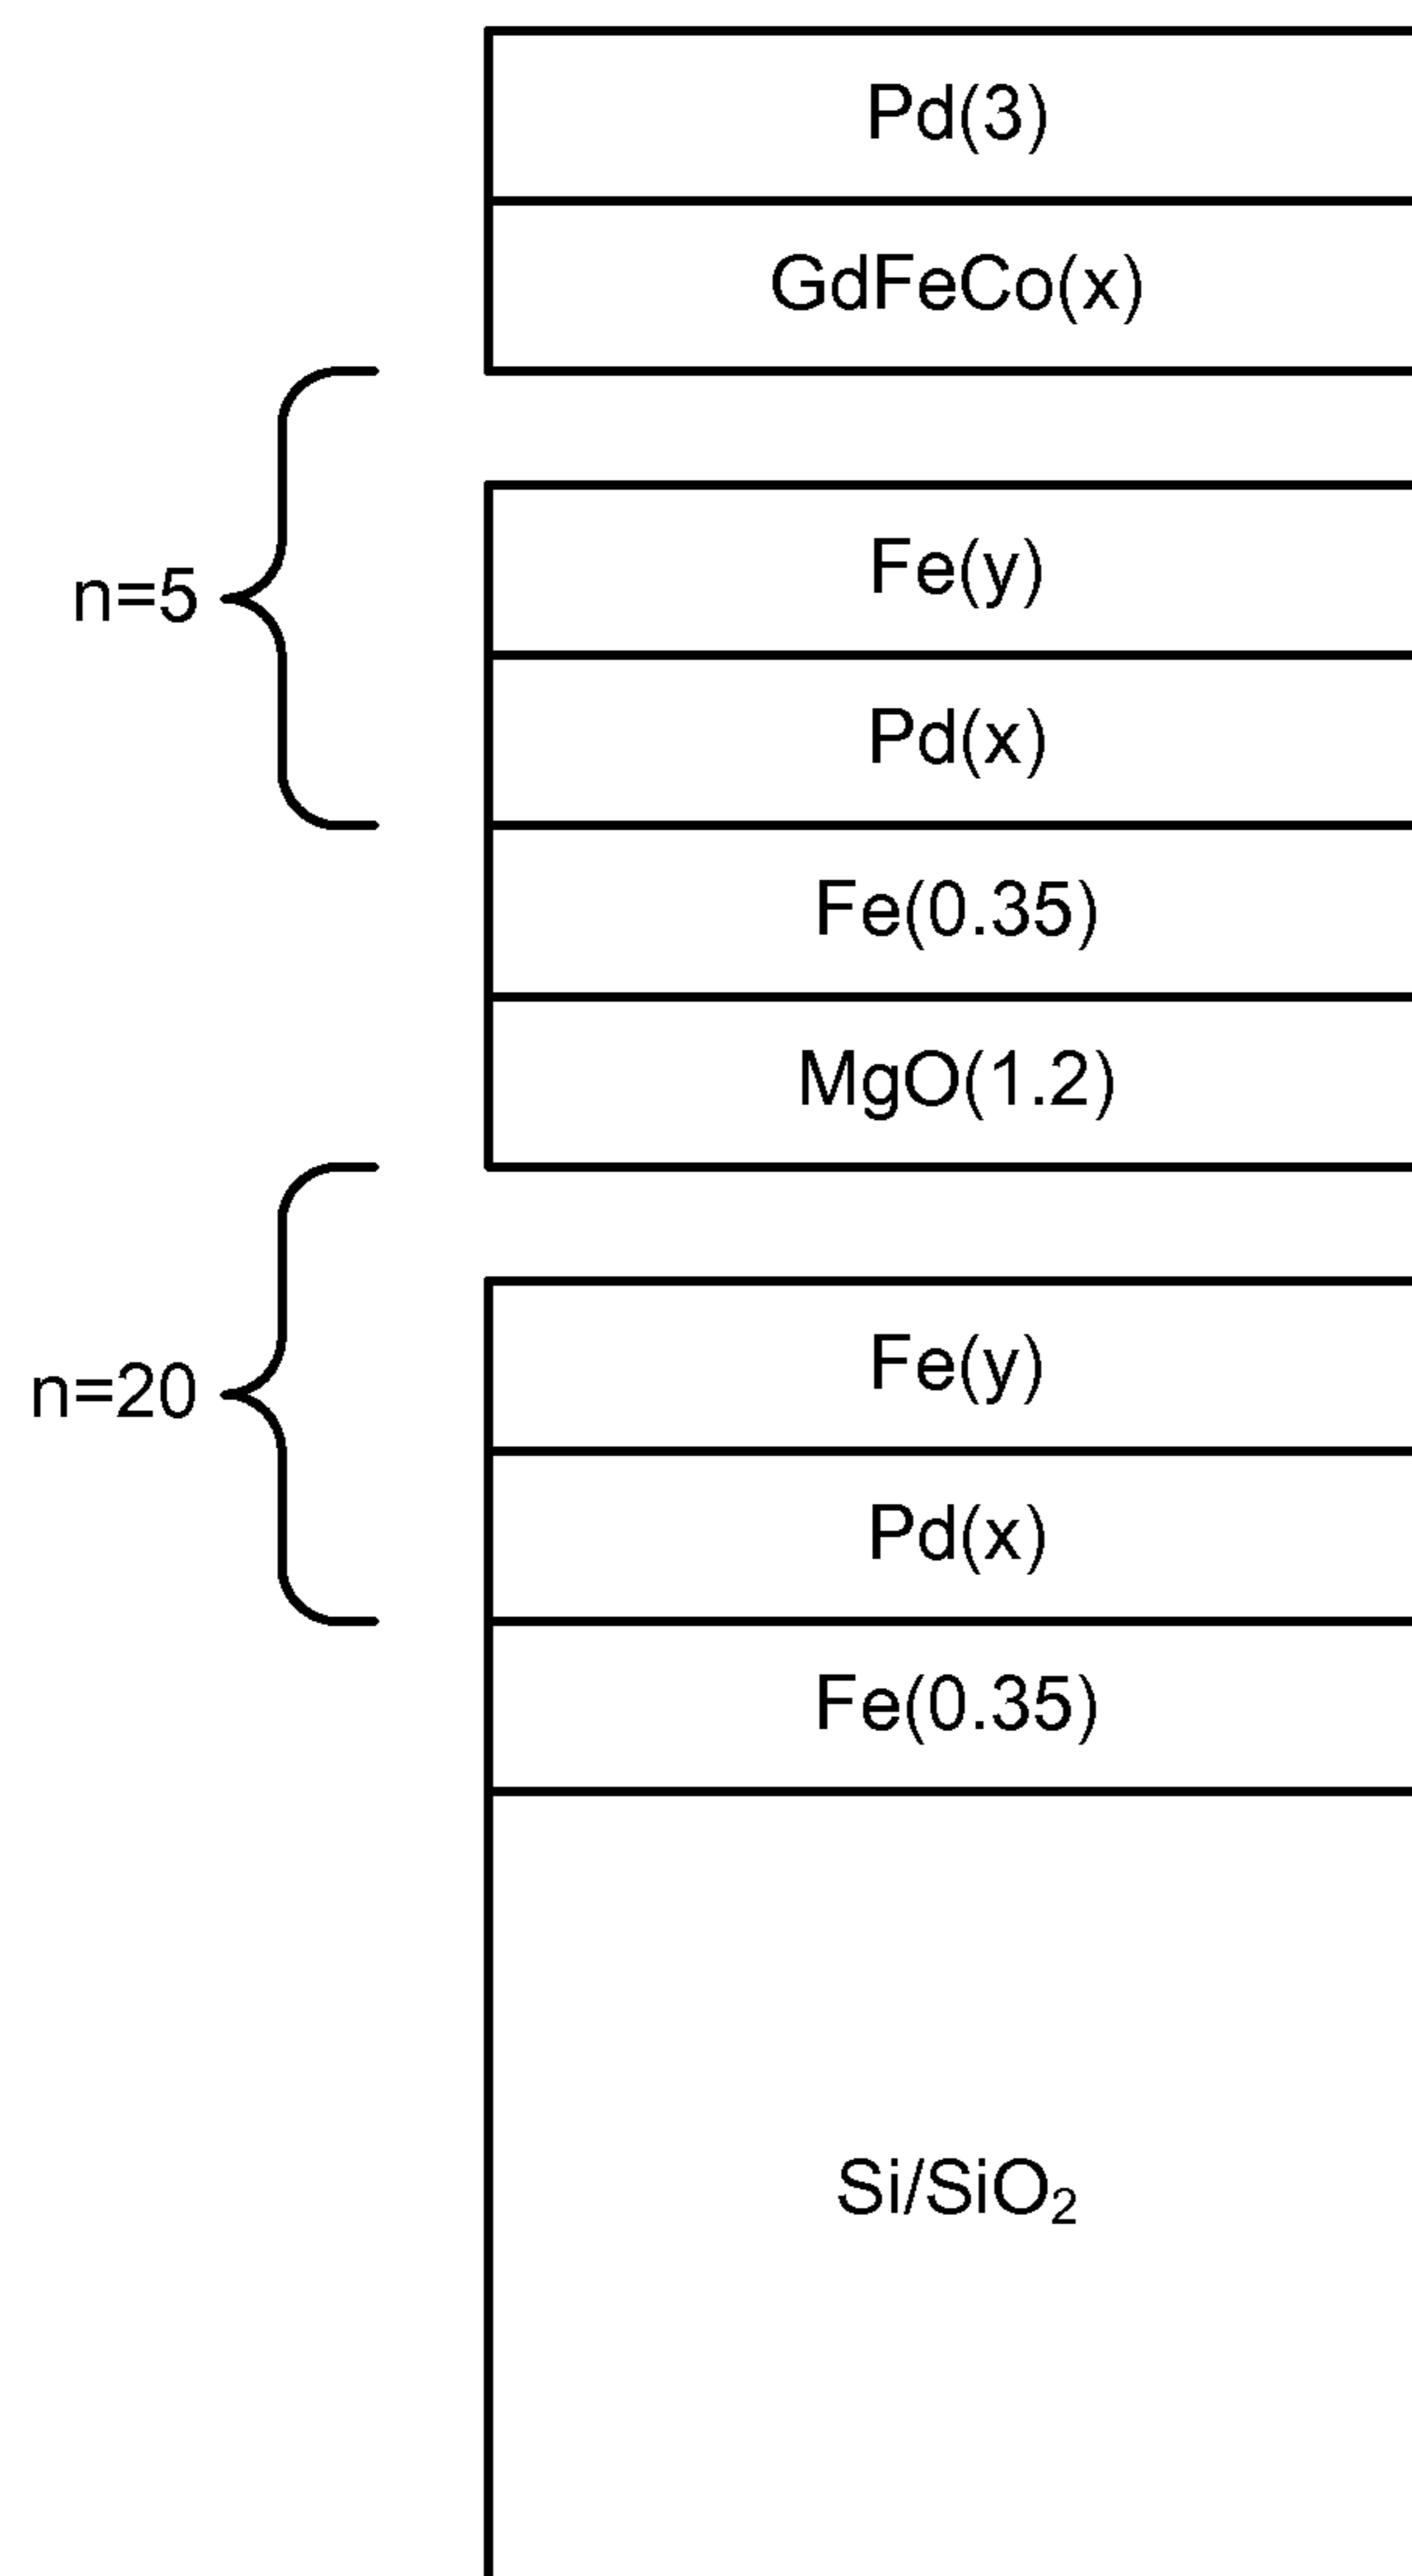 Pd(3)
GdFeCo(x)
n=5
Fe(y)
Pd(x)
Fe(0.35)
MgO(1.2)
n=20
Fe(y)
Pd(x)
Fe(0.35)
Si/SiO₂